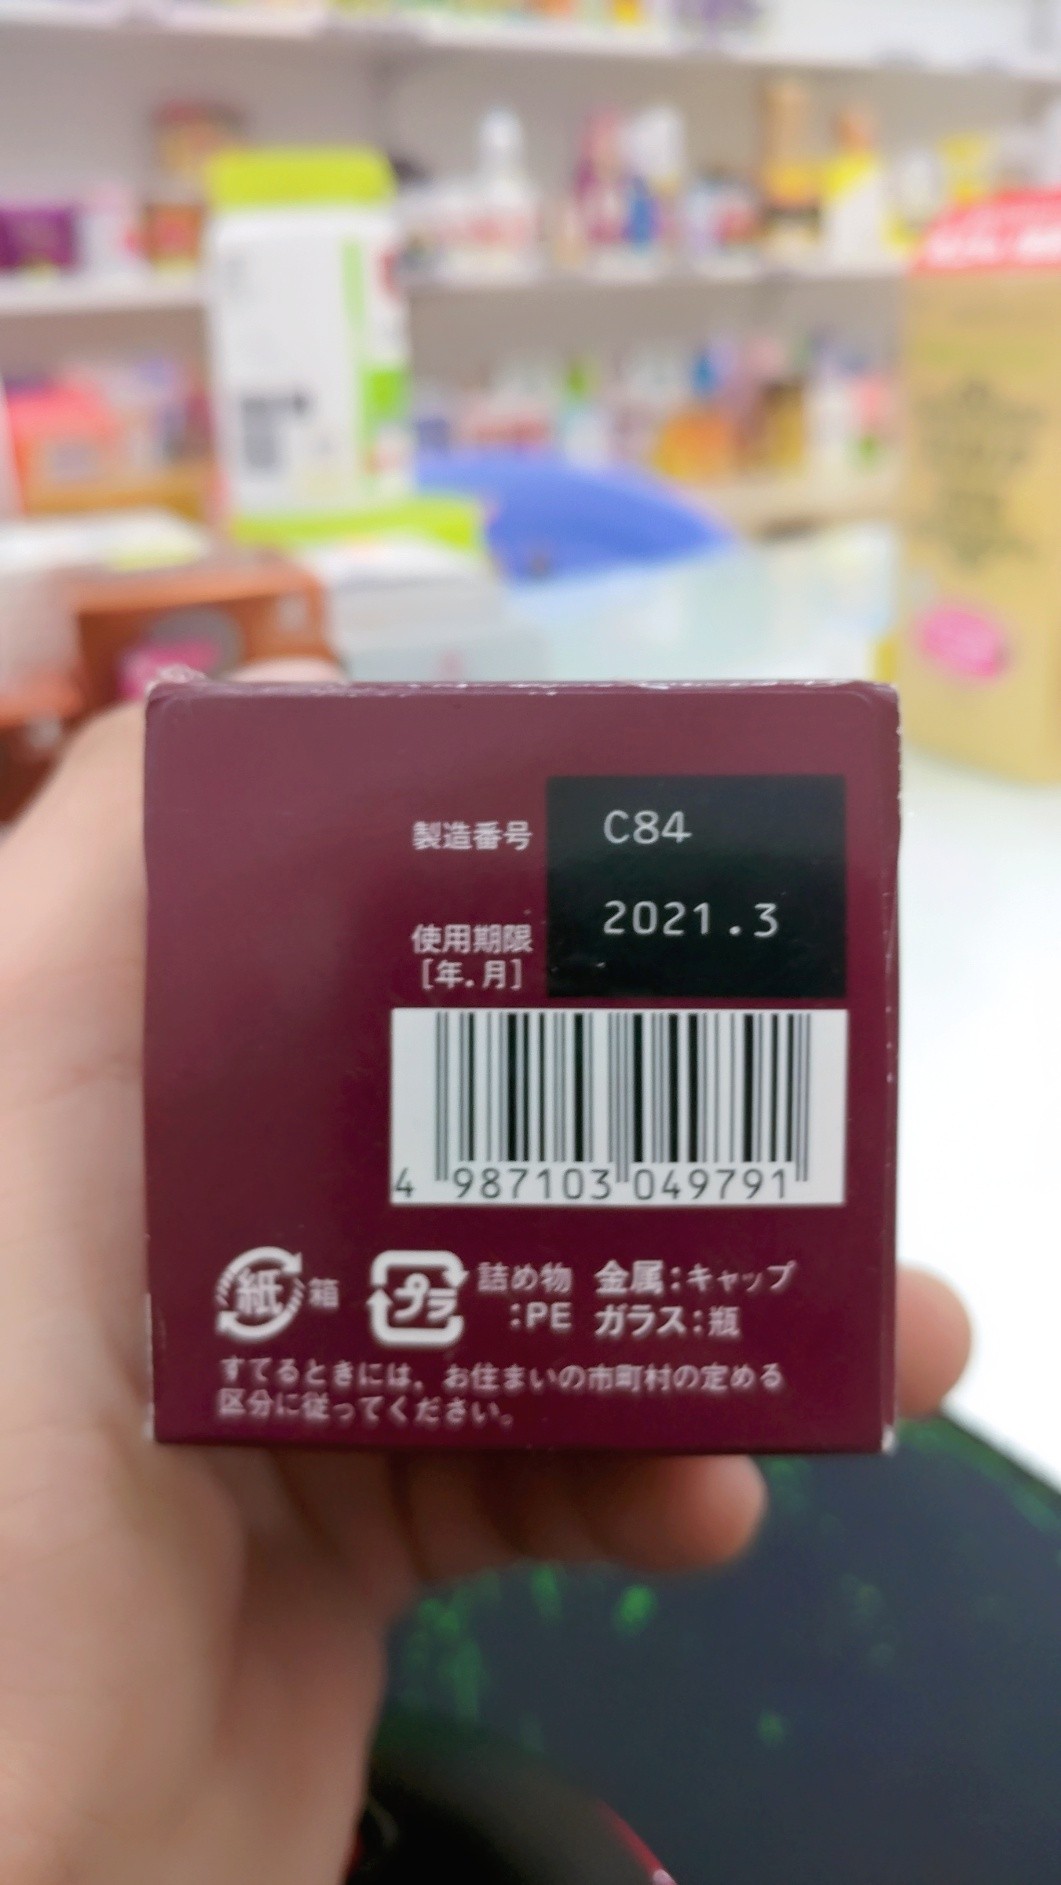 製造番号 C84
使用期限 2021.3
[年.月]
4 987103 049791
紙 箱 プラ 詰め物 金属:キャップ
:PE ガラス:瓶
すてるときには、お住まいの市町村の定める
区分に従ってください。